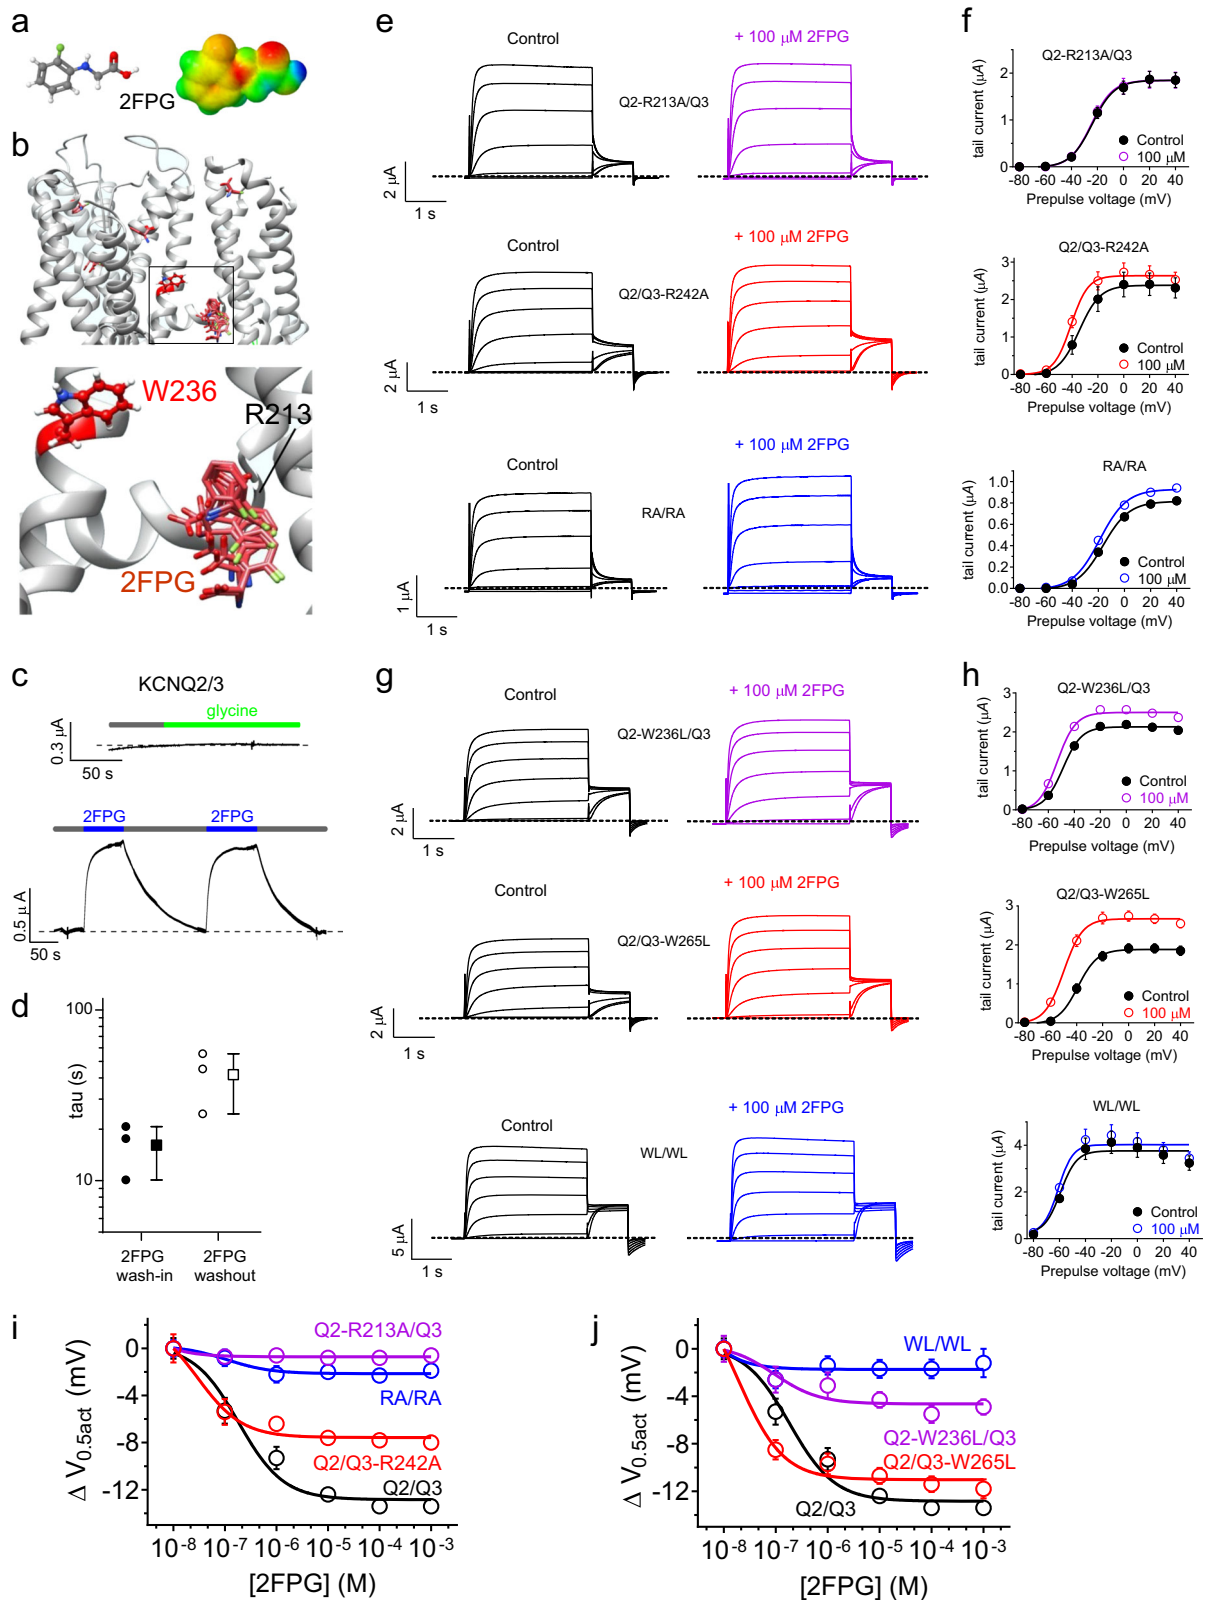 a
2FPG
b
W236
R213
2FPG
c
KCNQ2/3
glycine
0.3 µA
50 s
2FPG
2FPG
0.5 µ A
50 s
d
100
10
tau (s)
2FPG wash-in
2FPG washout
e
Control
+ 100 µM 2FPG
Q2-R213A/Q3
2 µA
1 s
Control
+ 100 µM 2FPG
Q2/Q3-R242A
2 µA
1 s
Control
+ 100 µM 2FPG
RA/RA
1 µA
1 s
f
Q2-R213A/Q3
tail current (µA)
2
1
0
Control
100 µM
-80 -60 -40 -20 0 20 40
Prepulse voltage (mV)
Q2/Q3-R242A
tail current (µA)
3
2
1
0
Control
100 µM
-80 -60 -40 -20 0 20 40
Prepulse voltage (mV)
RA/RA
tail current (µA)
1.0
0.8
0.6
0.4
0.2
0.0
Control
100 µM
-80 -60 -40 -20 0 20 40
Prepulse voltage (mV)
g
Control
+ 100 µM 2FPG
Q2-W236L/Q3
2 µA
1 s
Control
+ 100 µM 2FPG
Q2/Q3-W265L
2 µA
1 s
Control
+ 100 µM 2FPG
WL/WL
5 µA
1 s
h
Q2-W236L/Q3
tail current (µA)
3
2
1
0
Control
100 µM
-80 -60 -40 -20 0 20 40
Prepulse voltage (mV)
Q2/Q3-W265L
tail current (µA)
3
2
1
0
Control
100 µM
-80 -60 -40 -20 0 20 40
Prepulse voltage (mV)
WL/WL
tail current (µA)
4
2
0
Control
100 µM
-80 -60 -40 -20 0 20 40
Prepulse voltage (mV)
i
Δ V0.5act (mV)
0
-4
-8
-12
Q2-R213A/Q3
RA/RA
Q2/Q3-R242A
Q2/Q3
10⁻⁸ 10⁻⁷ 10⁻⁶ 10⁻⁵ 10⁻⁴ 10⁻³
[2FPG] (M)
j
Δ V0.5act (mV)
0
-4
-8
-12
WL/WL
Q2-W236L/Q3
Q2/Q3-W265L
Q2/Q3
10⁻⁸ 10⁻⁷ 10⁻⁶ 10⁻⁵ 10⁻⁴ 10⁻³
[2FPG] (M)